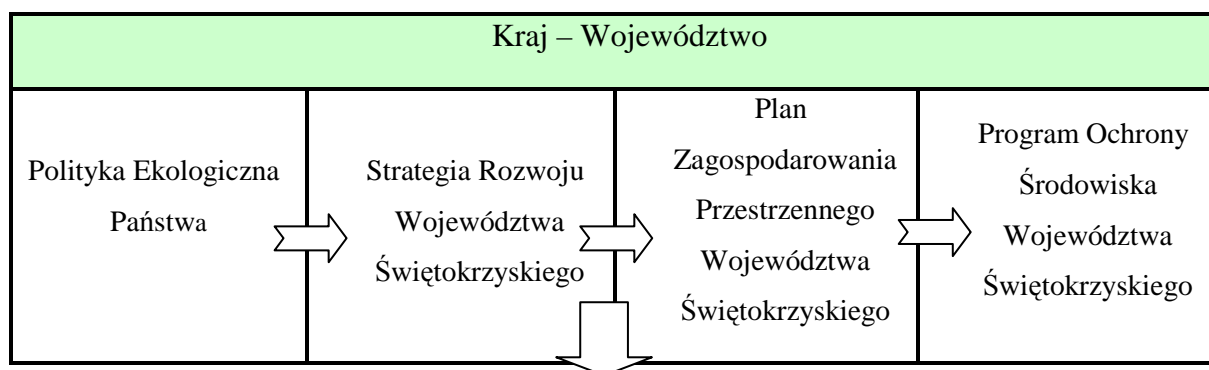 Kraj – Województwo
Polityka Ekologiczna
Państwa
Strategia Rozwoju
Województwa
Świętokrzyskiego
Plan
Zagospodarowania
Przestrzennego
Województwa
Świętokrzyskiego
Program Ochrony
Środowiska
Województwa
Świętokrzyskiego